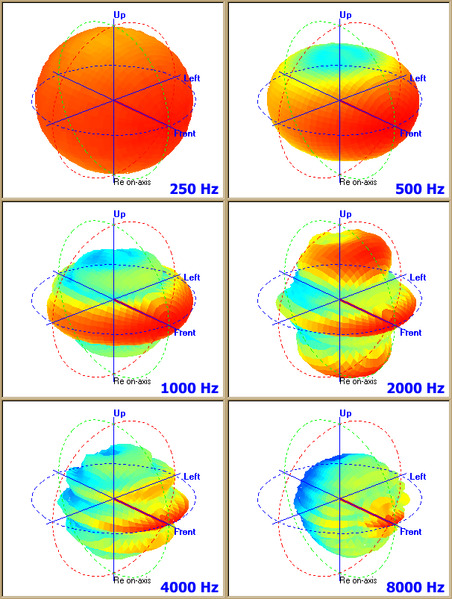 Up
Left
Front
Re on-axis
250 Hz
Up
Left
Front
Re on-axis
500 Hz
Up
Left
Front
Re on-axis
1000 Hz
Up
Left
Front
Re on-axis
2000 Hz
Up
Left
Front
Re on-axis
4000 Hz
Up
Left
Front
Re on-axis
8000 Hz